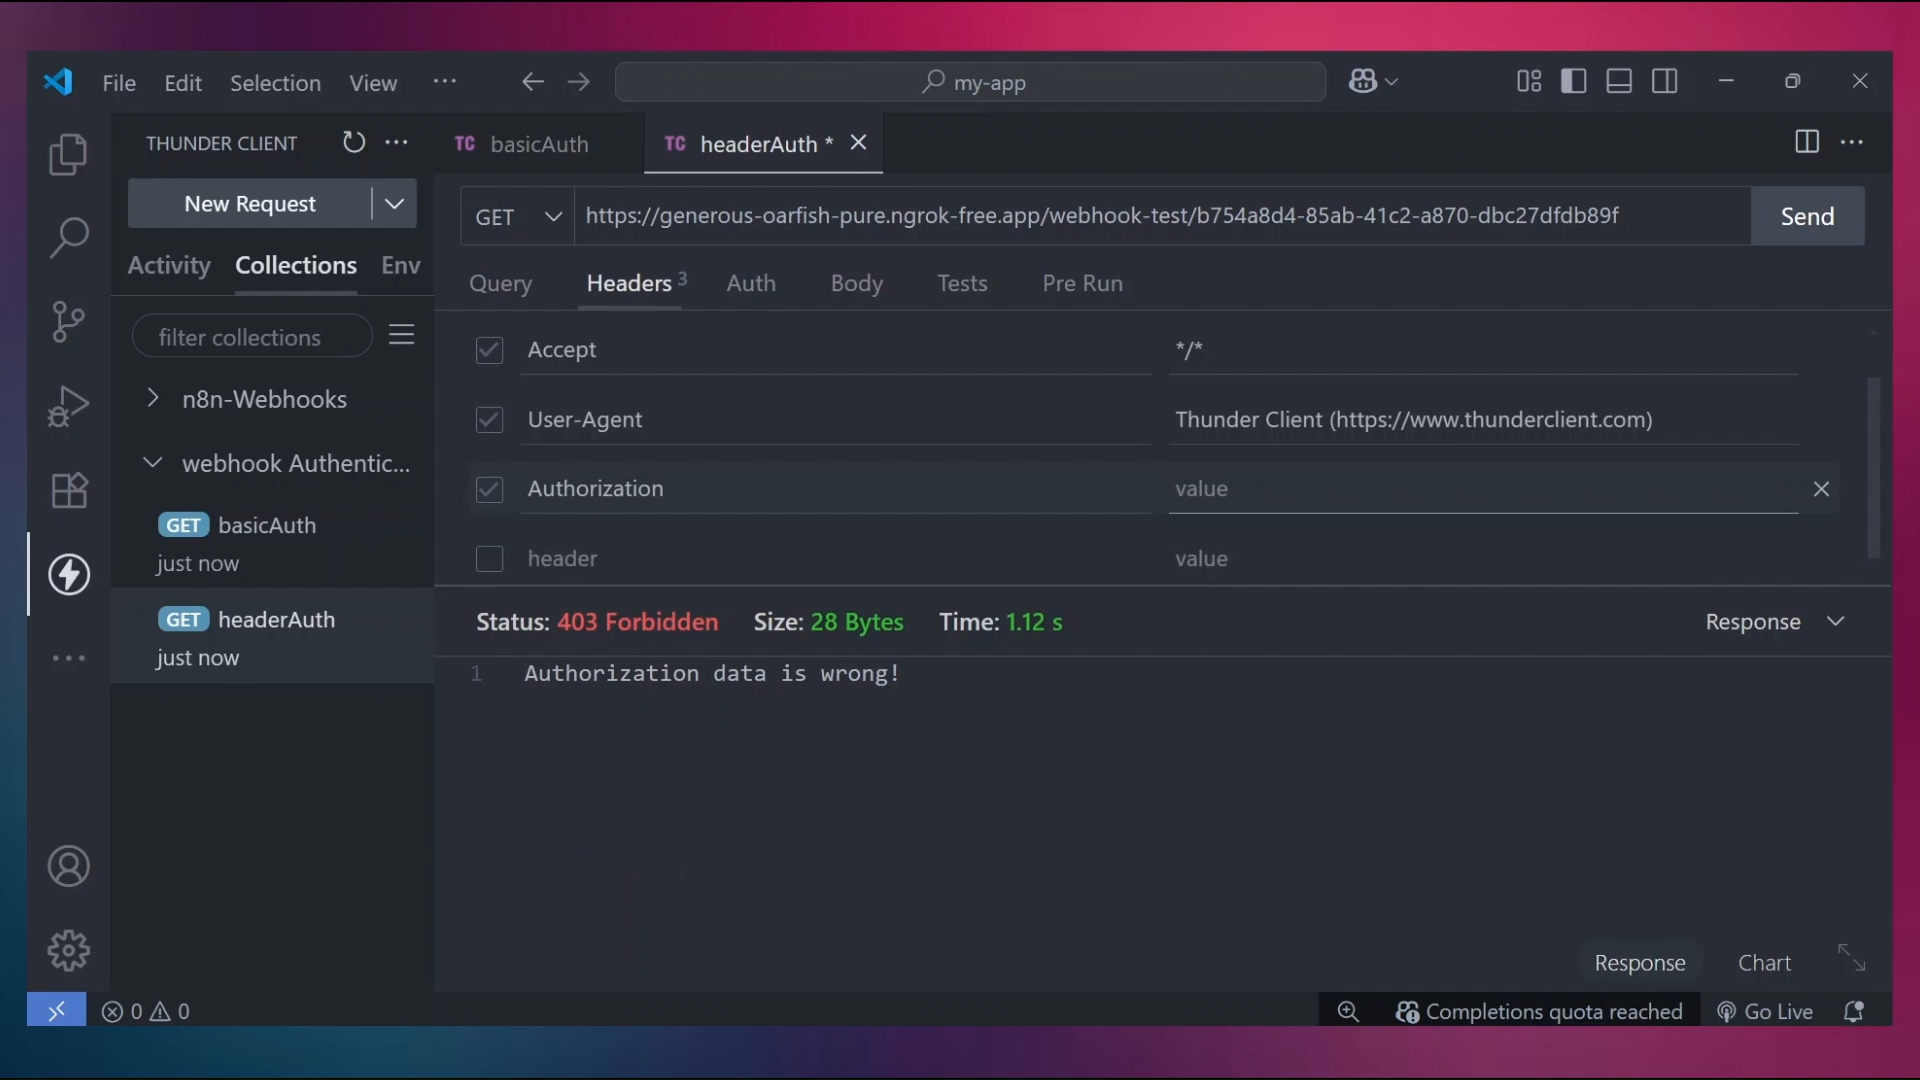 File Edit Selection View ···
my-app
THUNDER CLIENT ···
TC basicAuth
TC headerAuth *
···
New Request
GET
https://generous-oarfish-pure.ngrok-free.app/webhook-test/b754a8d4-85ab-41c2-a870-dbc27dfdb89f
Send
Activity Collections Env
Query Headers 3 Auth Body Tests Pre Run
filter collections
Accept */*
n8n-Webhooks
User-Agent Thunder Client (https://www.thunderclient.com)
webhook Authentic...
Authorization value
GET basicAuth
just now
header value
GET headerAuth
just now
Status: 403 Forbidden Size: 28 Bytes Time: 1.12 s
Response
1 Authorization data is wrong!
Response Chart
0 0
Completions quota reached
Go Live